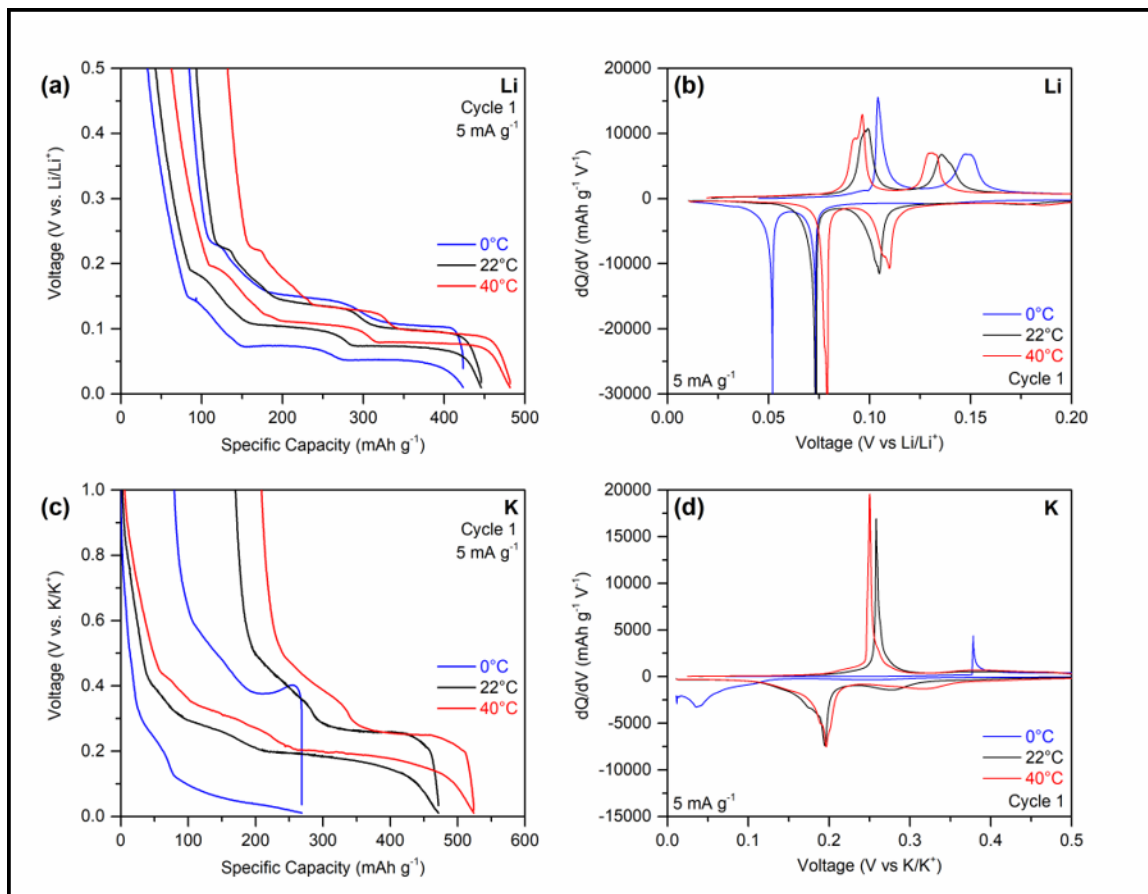 (a)
Li
Cycle 1
5 mA g⁻¹
0°C
22°C
40°C
0.5
0.4
0.3
0.2
0.1
0.0
Voltage (V vs. Li/Li⁺)
0 100 200 300 400 500
Specific Capacity (mAh g⁻¹)
(b)
Li
20000
10000
0
-10000
-20000
-30000
dQ/dV (mAh g⁻¹ V⁻¹)
0°C
22°C
40°C
5 mA g⁻¹
Cycle 1
0.00 0.05 0.10 0.15 0.20
Voltage (V vs Li/Li⁺)
(c)
K
Cycle 1
5 mA g⁻¹
0°C
22°C
40°C
1.0
0.8
0.6
0.4
0.2
0.0
Voltage (V vs. K/K⁺)
0 100 200 300 400 500 600
Specific Capacity (mAh g⁻¹)
(d)
K
20000
15000
10000
5000
0
-5000
-10000
-15000
dQ/dV (mAh g⁻¹ V⁻¹)
0°C
22°C
40°C
5 mA g⁻¹
Cycle 1
0.0 0.1 0.2 0.3 0.4 0.5
Voltage (V vs K/K⁺)